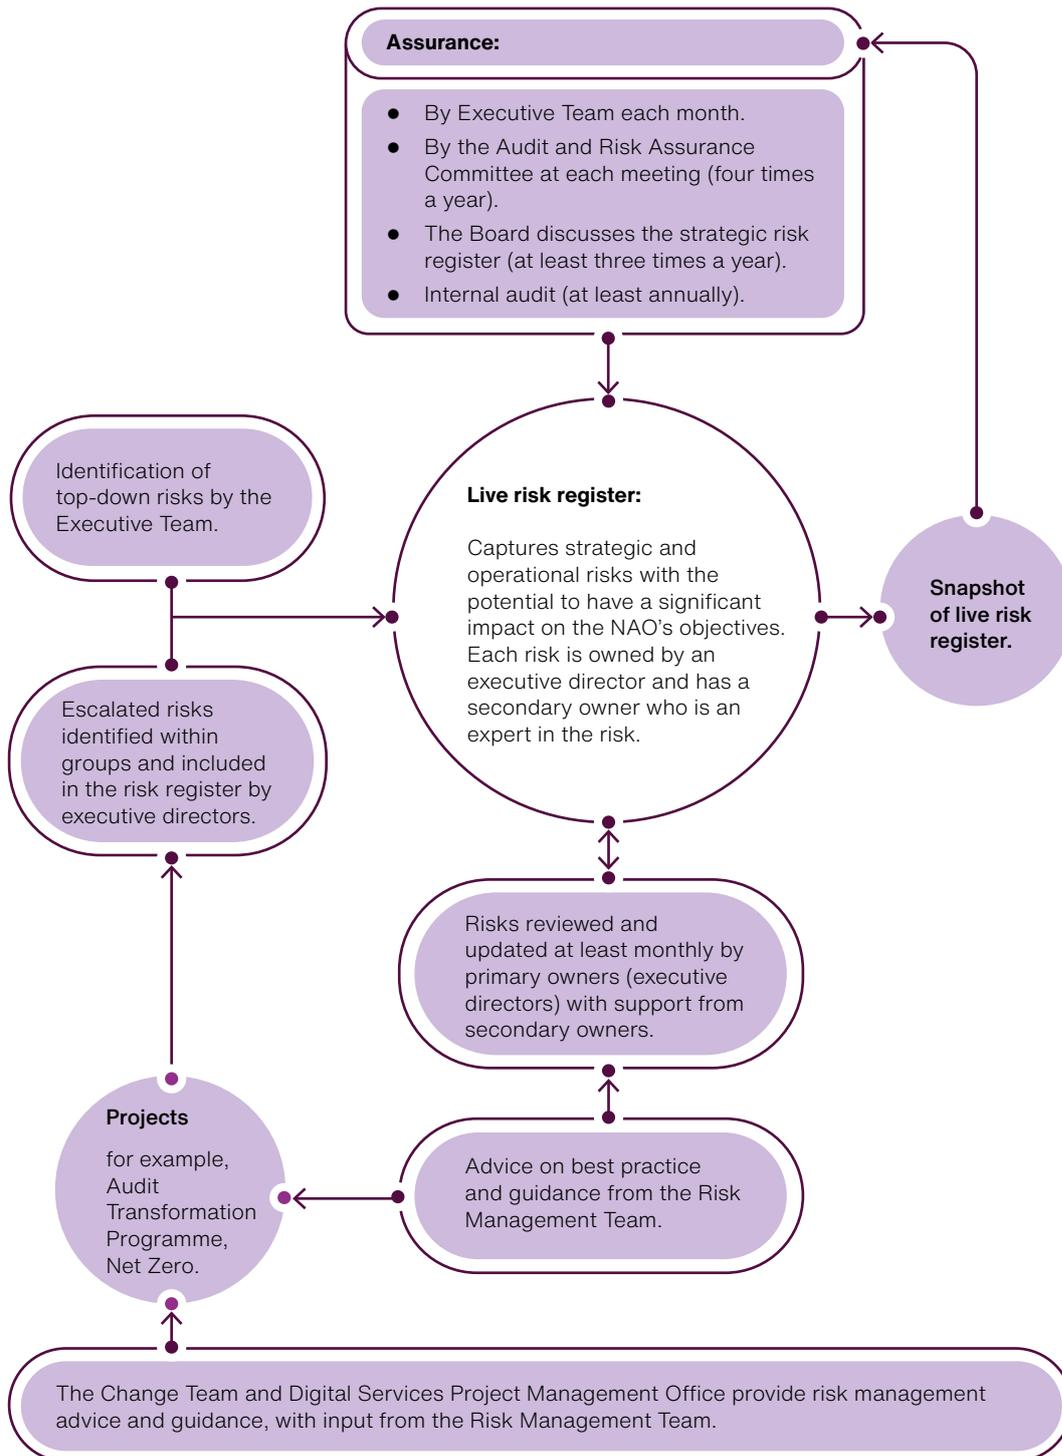 Assurance:
● By Executive Team each month.
● By the Audit and Risk Assurance
Committee at each meeting (four times
a year).
● The Board discusses the strategic risk
register (at least three times a year).
● Internal audit (at least annually).
Identification of
top-down risks by the
Executive Team.
Live risk register:
Captures strategic and
operational risks with the
potential to have a significant
impact on the NAO’s objectives.
Each risk is owned by an
executive director and has a
secondary owner who is an
expert in the risk.
Snapshot
of live risk
register.
Escalated risks
identified within
groups and included
in the risk register by
executive directors.
Risks reviewed and
updated at least monthly by
primary owners (executive
directors) with support from
secondary owners.
Projects
for example,
Audit
Transformation
Programme,
Net Zero.
Advice on best practice
and guidance from the Risk
Management Team.
The Change Team and Digital Services Project Management Office provide risk management
advice and guidance, with input from the Risk Management Team.